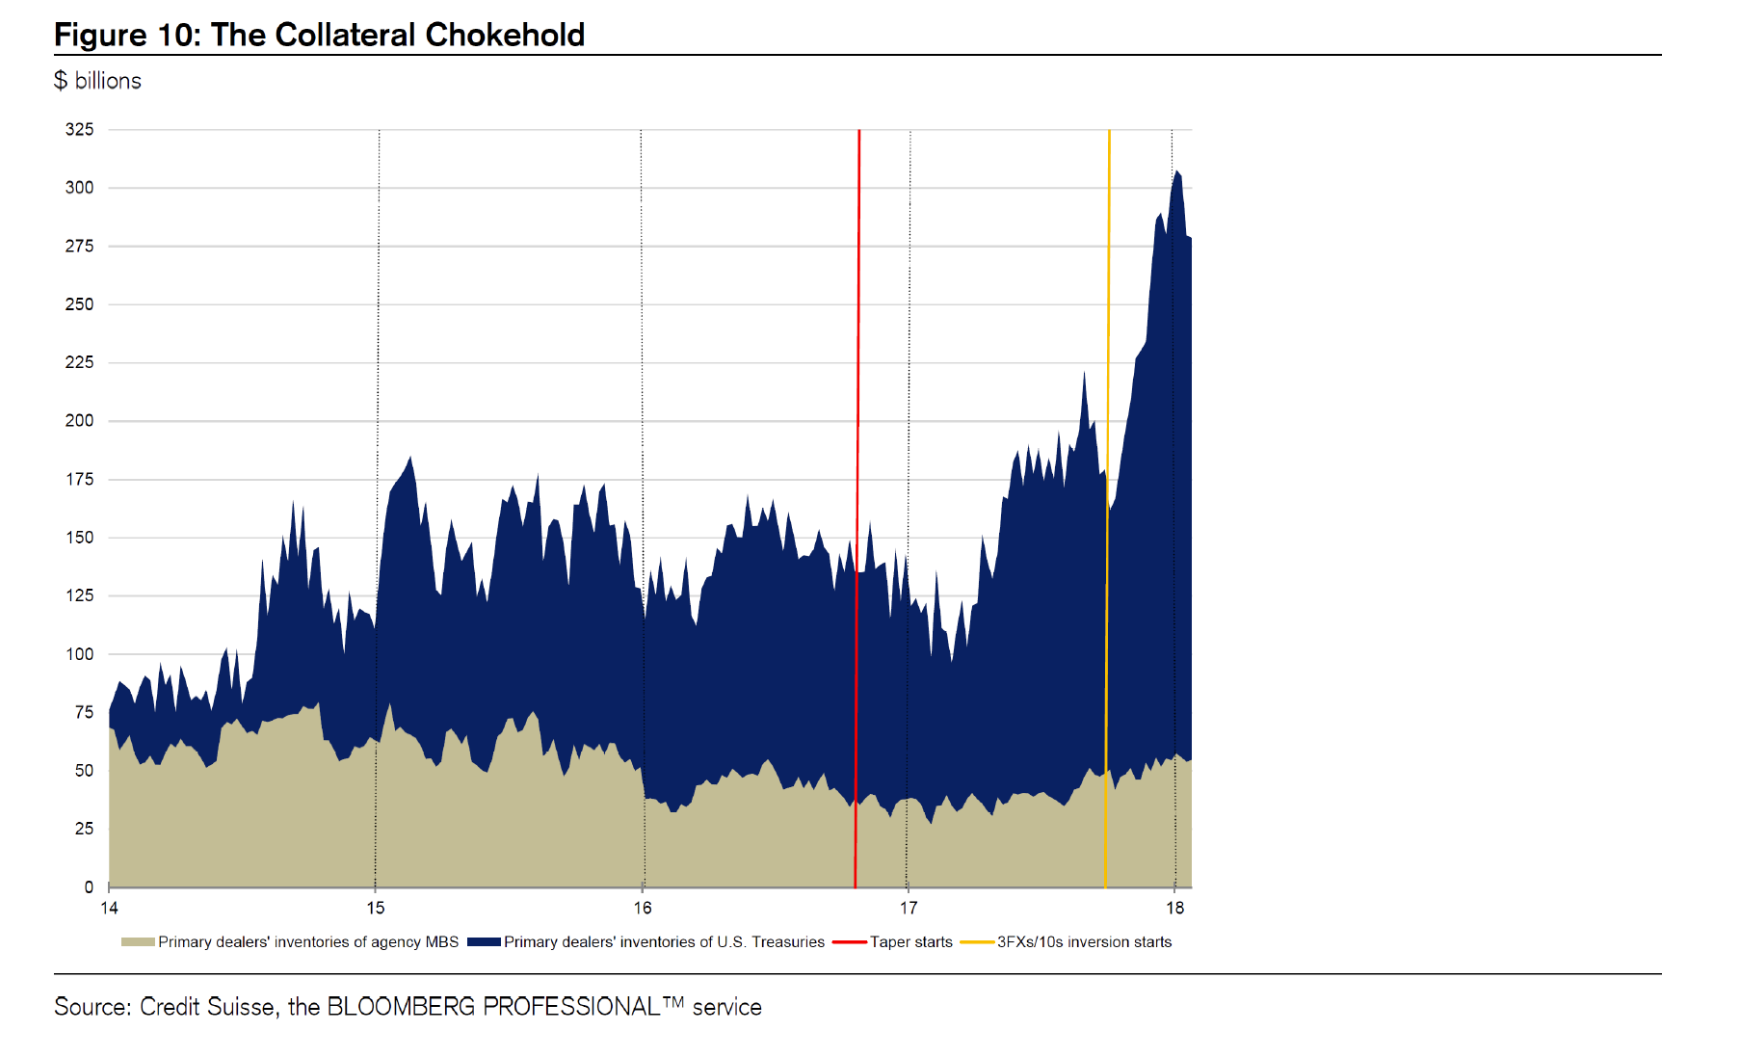 Figure 10: The Collateral Chokehold
$ billions
325
300
275
250
225
200
175
150
125
100
75
50
25
0
14 15 16 17 18
Primary dealers' inventories of agency MBS Primary dealers' inventories of U.S. Treasuries Taper starts 3FXs/10s inversion starts
Source: Credit Suisse, the BLOOMBERG PROFESSIONAL™ service